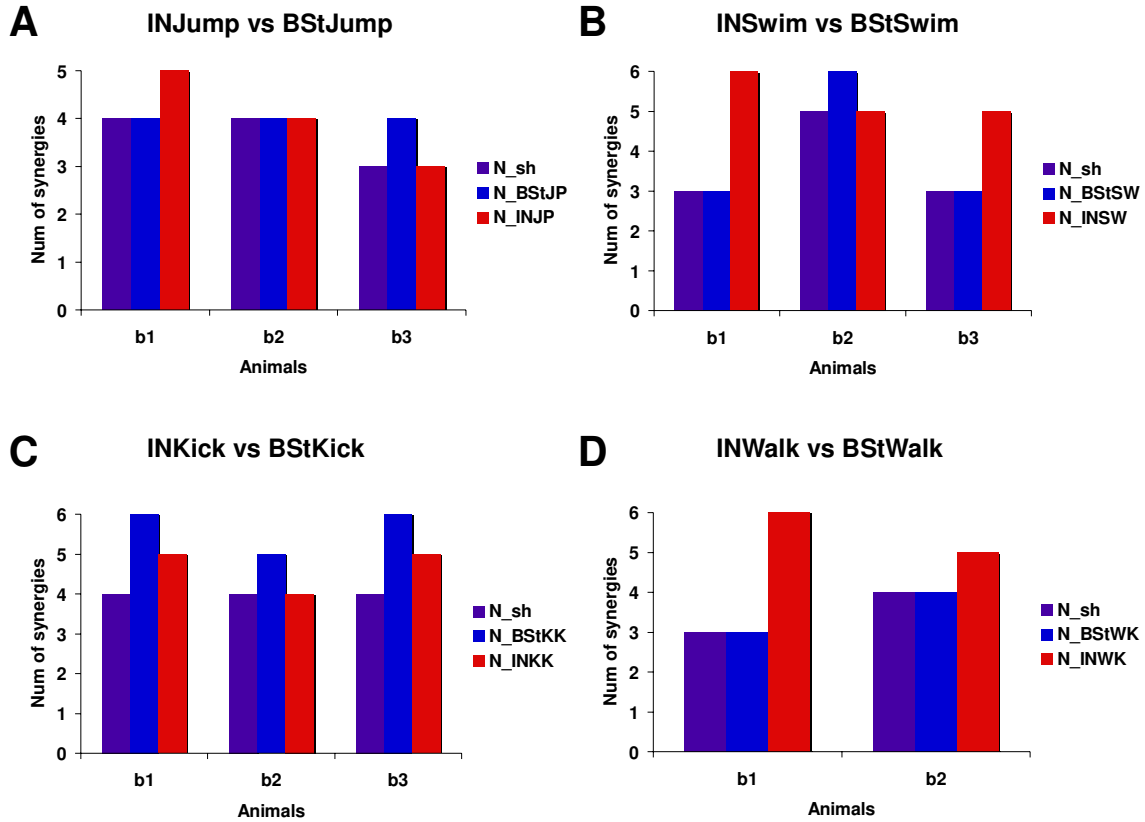 A
INJump vs BStJump
Num of synergies
5
4
3
2
1
0
b1 b2 b3
Animals
N_sh
N_BStJP
N_INJP
B
INSwim vs BStSwim
Num of synergies
6
5
4
3
2
1
0
b1 b2 b3
Animals
N_sh
N_BStSW
N_INSW
C
INKick vs BStKick
Num of synergies
6
5
4
3
2
1
0
b1 b2 b3
Animals
N_sh
N_BStKK
N_INKK
D
INWalk vs BStWalk
Num of synergies
6
5
4
3
2
1
0
b1 b2
Animals
N_sh
N_BStWK
N_INWK